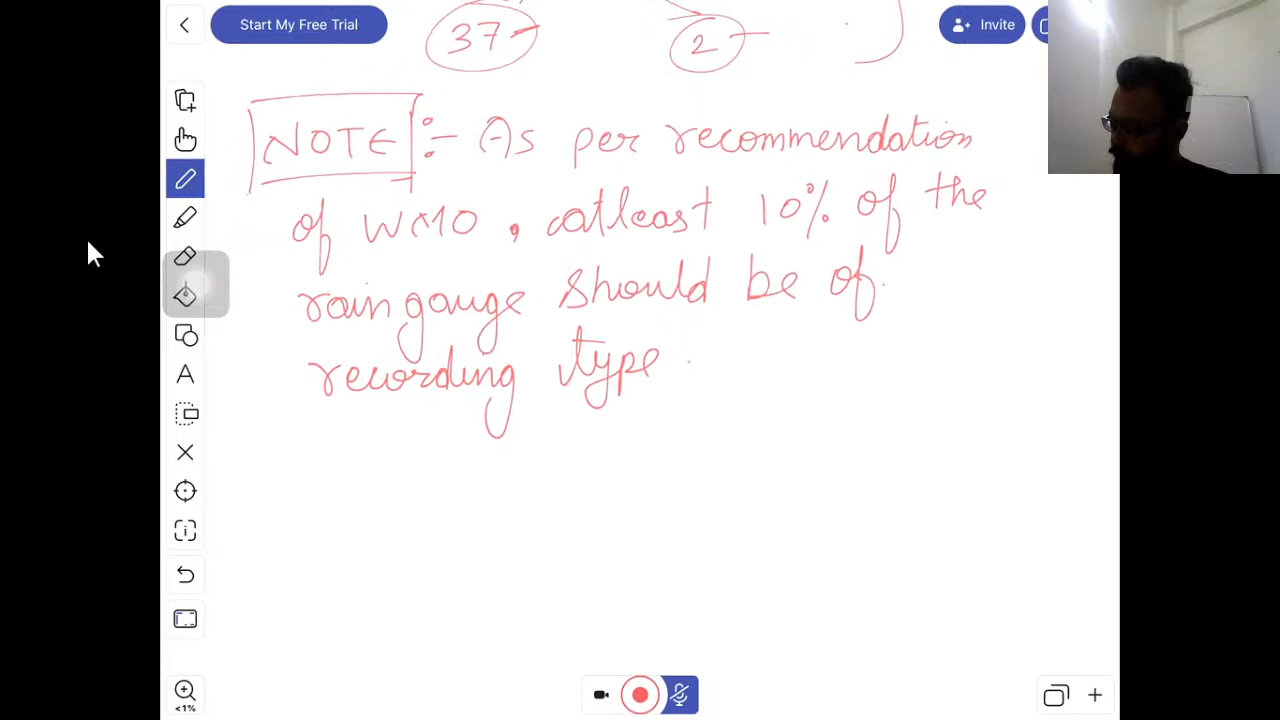 Start My Free Trial
Invite
37
2
NOTE :- As per recommendation
of WMO, atleast 10% of the
raingauge should be of
recording type
A
<1%